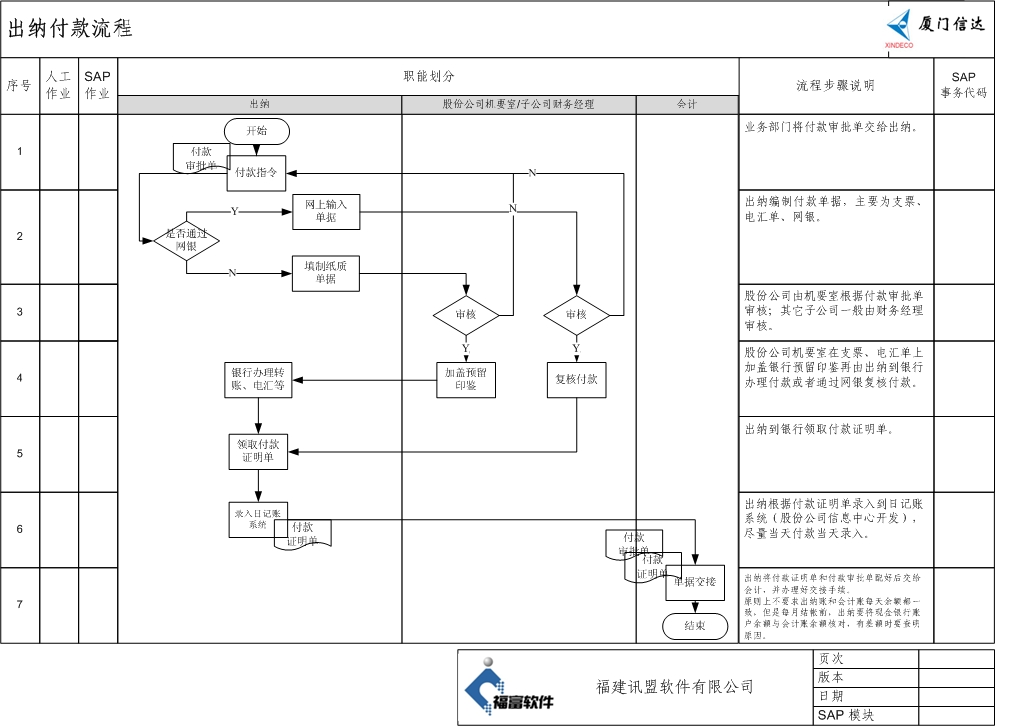 出纳付款流程
厦门信达
XINDECO
序号
人工
作业
SAP
作业
职能划分
流程步骤说明
SAP
事务代码
出纳
股份公司机要室/子公司财务经理
会计
1
开始
付款
审批单
付款指令
N
业务部门将付款审批单交给出纳。
2
是否通过
网银
Y
网上输入
单据
N
N
填制纸质
单据
出纳编制付款单据，主要为支票、
电汇单、网银。
3
审核
审核
Y
Y
股份公司由机要室根据付款审批单
审核；其它子公司一般由财务经理
审核。
4
银行办理转
账、电汇等
加盖预留
印鉴
复核付款
股份公司机要室在支票、电汇单上
加盖银行预留印鉴再由出纳到银行
办理付款或者通过网银复核付款。
5
领取付款
证明单
出纳到银行领取付款证明单。
6
录入日记账
系统
付款
证明单
付款
审批单
付款
证明单
出纳根据付款证明单录入到日记账
系统（股份公司信息中心开发），
尽量当天付款当天录入。
7
单据交接
结束
出纳将付款证明单和付款审批单配好后交给
会计，并办理好交接手续。
原则上不要求出纳账和会计账每天余额都一
致，但是每月结帐前，出纳要将现金银行账
户余额与会计账余额核对，有差额时要查明
原因。
福富软件
福建讯盟软件有限公司
页次
版本
日期
SAP 模块